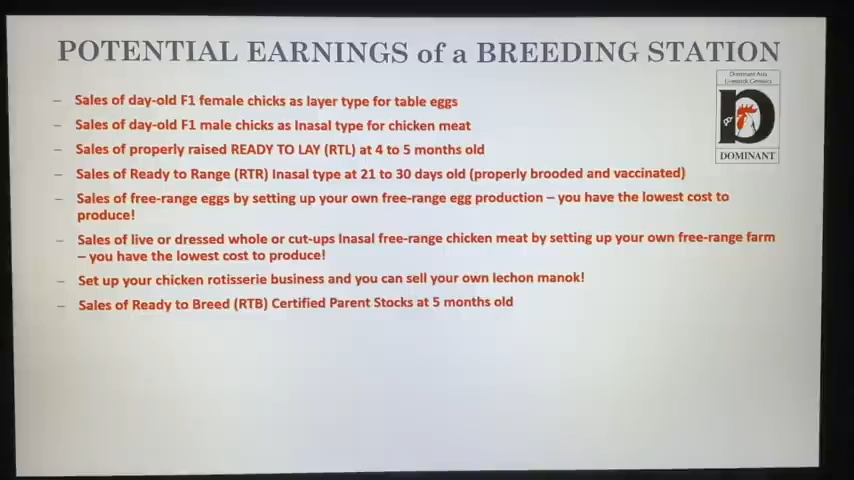 POTENTIAL EARNINGS of a BREEDING STATION
Dominant Asia
Livestock Genetics
D
DOMINANT
– Sales of day-old F1 female chicks as layer type for table eggs
– Sales of day-old F1 male chicks as Inasal type for chicken meat
– Sales of properly raised READY TO LAY (RTL) at 4 to 5 months old
– Sales of Ready to Range (RTR) Inasal type at 21 to 30 days old (properly brooded and vaccinated)
– Sales of free-range eggs by setting up your own free-range egg production – you have the lowest cost to
produce!
– Sales of live or dressed whole or cut-ups Inasal free-range chicken meat by setting up your own free-range farm
– you have the lowest cost to produce!
– Set up your chicken rotisserie business and you can sell your own lechon manok!
– Sales of Ready to Breed (RTB) Certified Parent Stocks at 5 months old